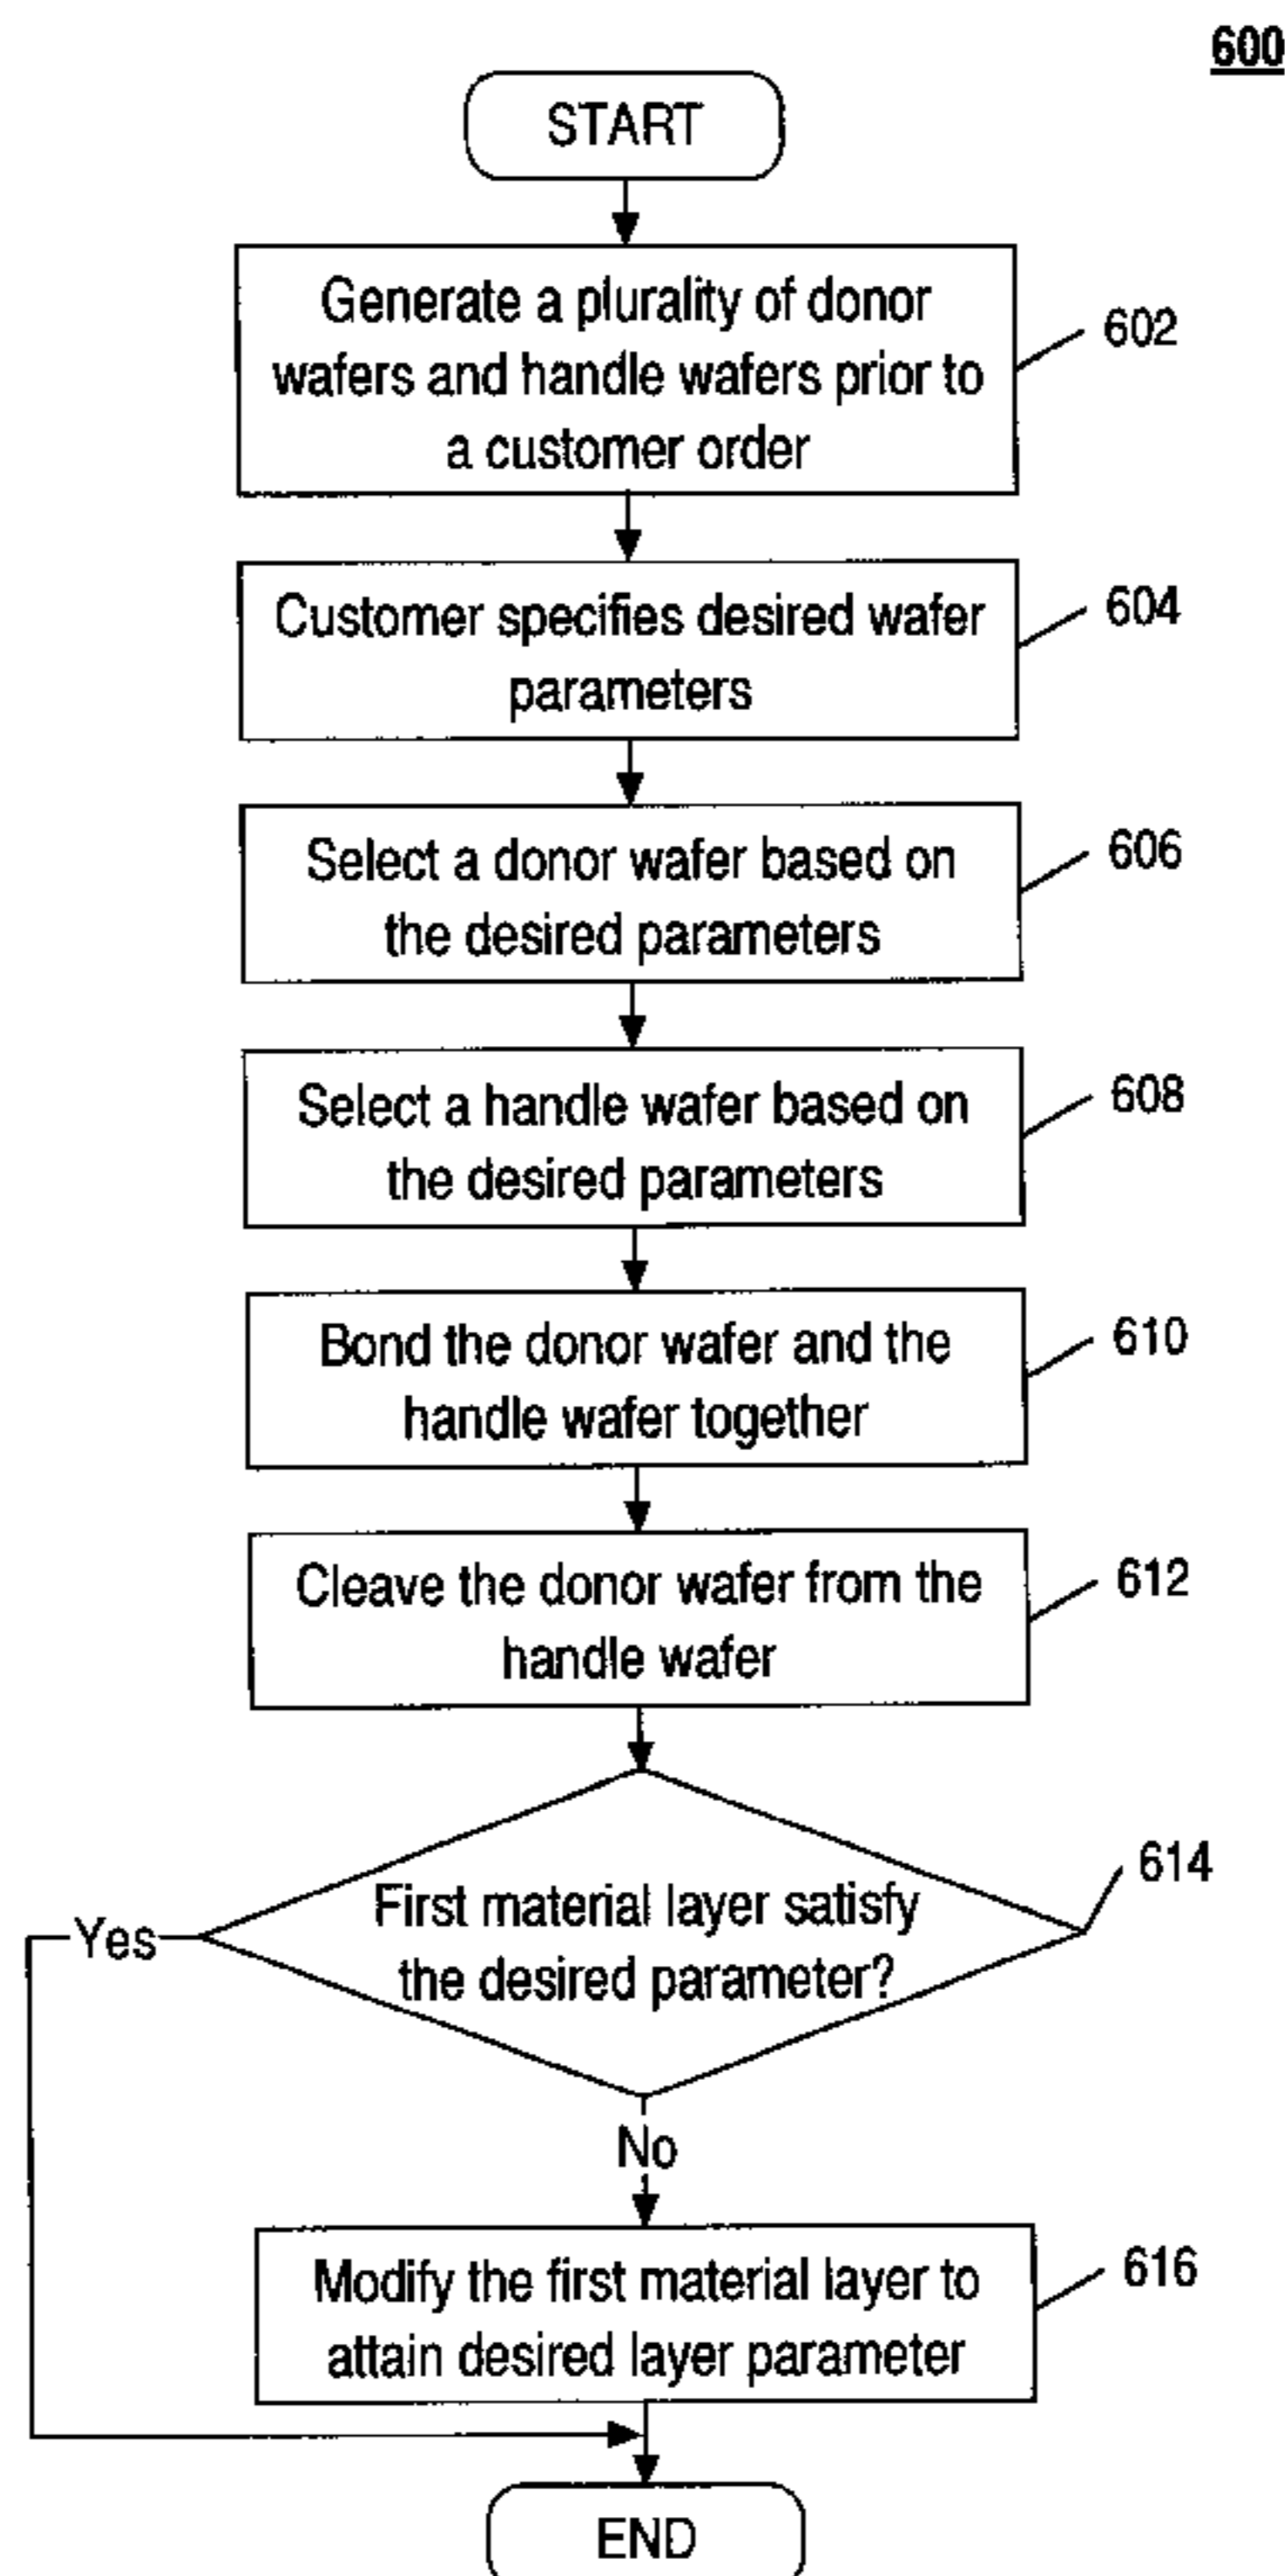 600
START
Generate a plurality of donor
wafers and handle wafers prior to
a customer order
602
Customer specifies desired wafer
parameters
604
Select a donor wafer based on
the desired parameters
606
Select a handle wafer based on
the desired parameters
608
Bond the donor wafer and the
handle wafer together
610
Cleave the donor wafer from the
handle wafer
612
First material layer satisfy
the desired parameter?
614
Yes
No
Modify the first material layer to
attain desired layer parameter
616
END